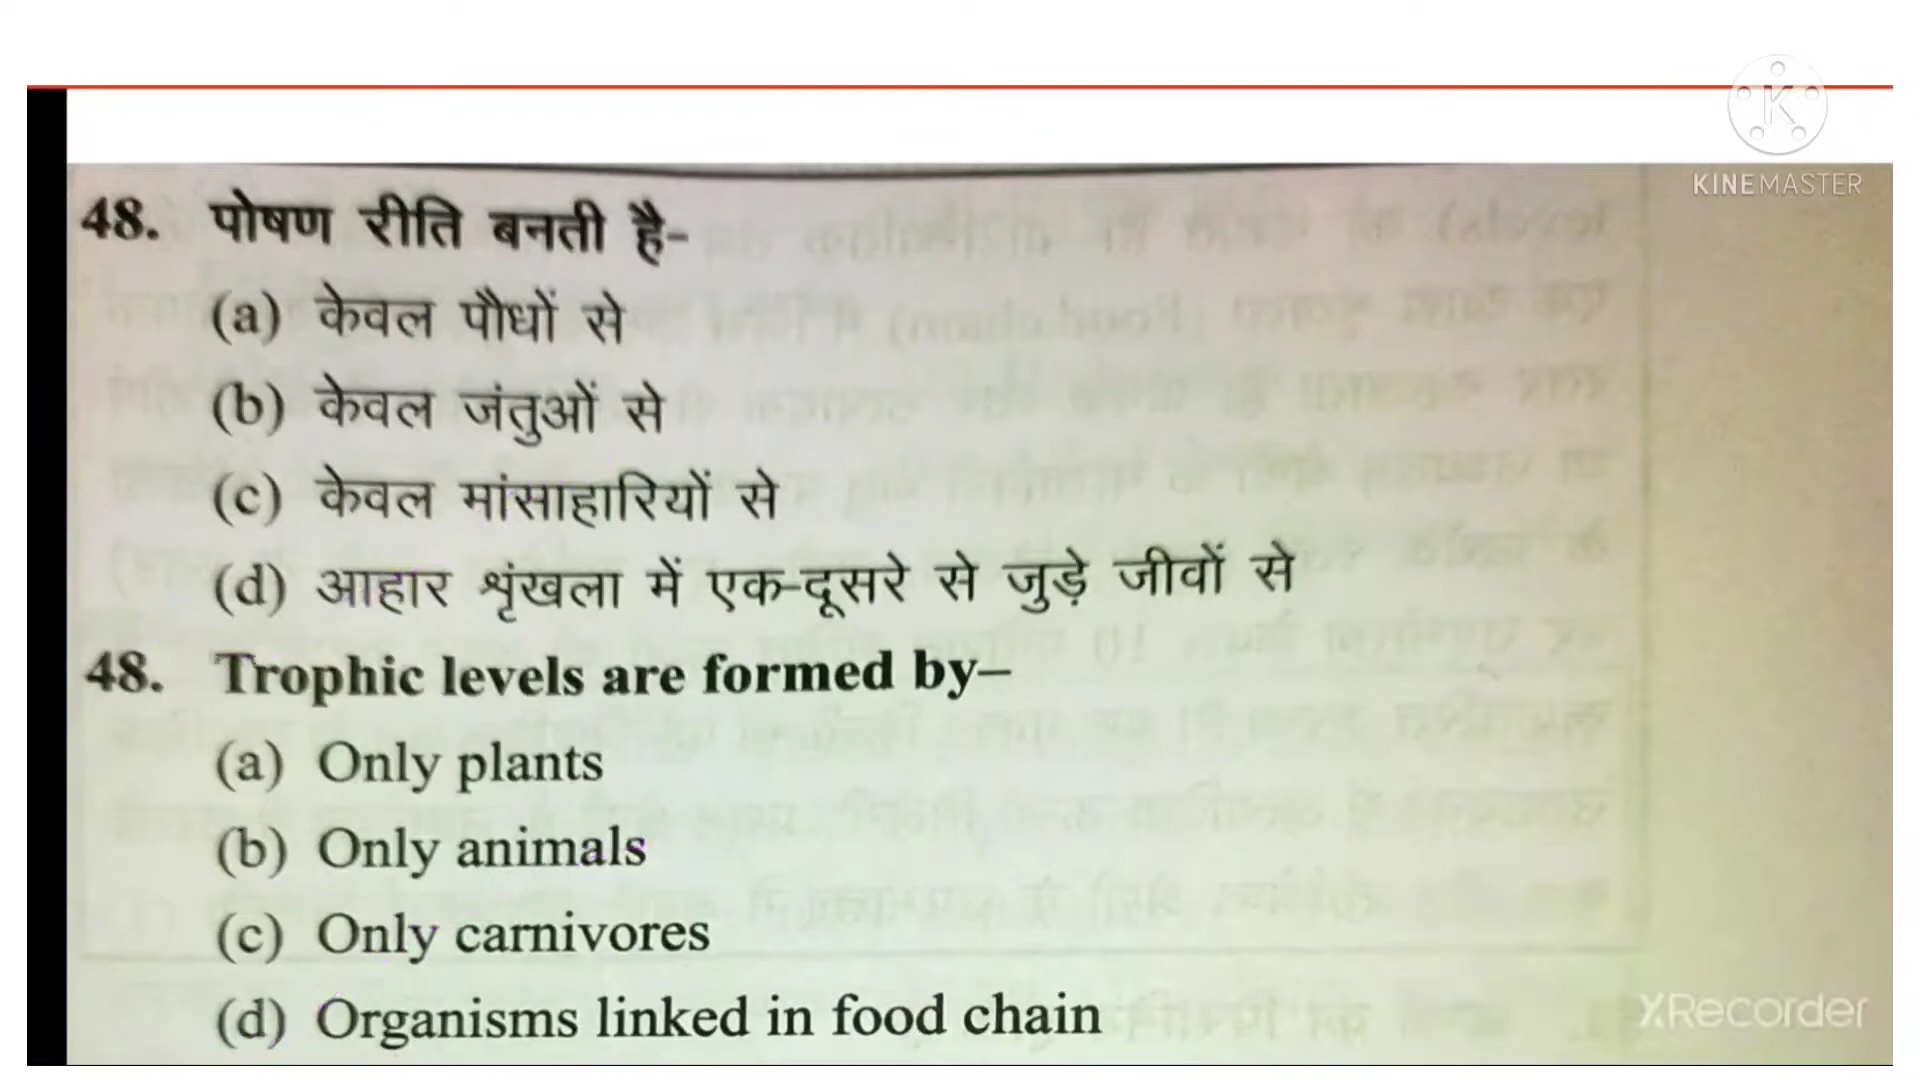 KINEMASTER
48. पोषण रीति बनती है-
(a) केवल पौधों से
(b) केवल जंतुओं से
(c) केवल मांसाहारियों से
(d) आहार शृंखला में एक-दूसरे से जुड़े जीवों से
48. Trophic levels are formed by–
(a) Only plants
(b) Only animals
(c) Only carnivores
(d) Organisms linked in food chain
XRecorder